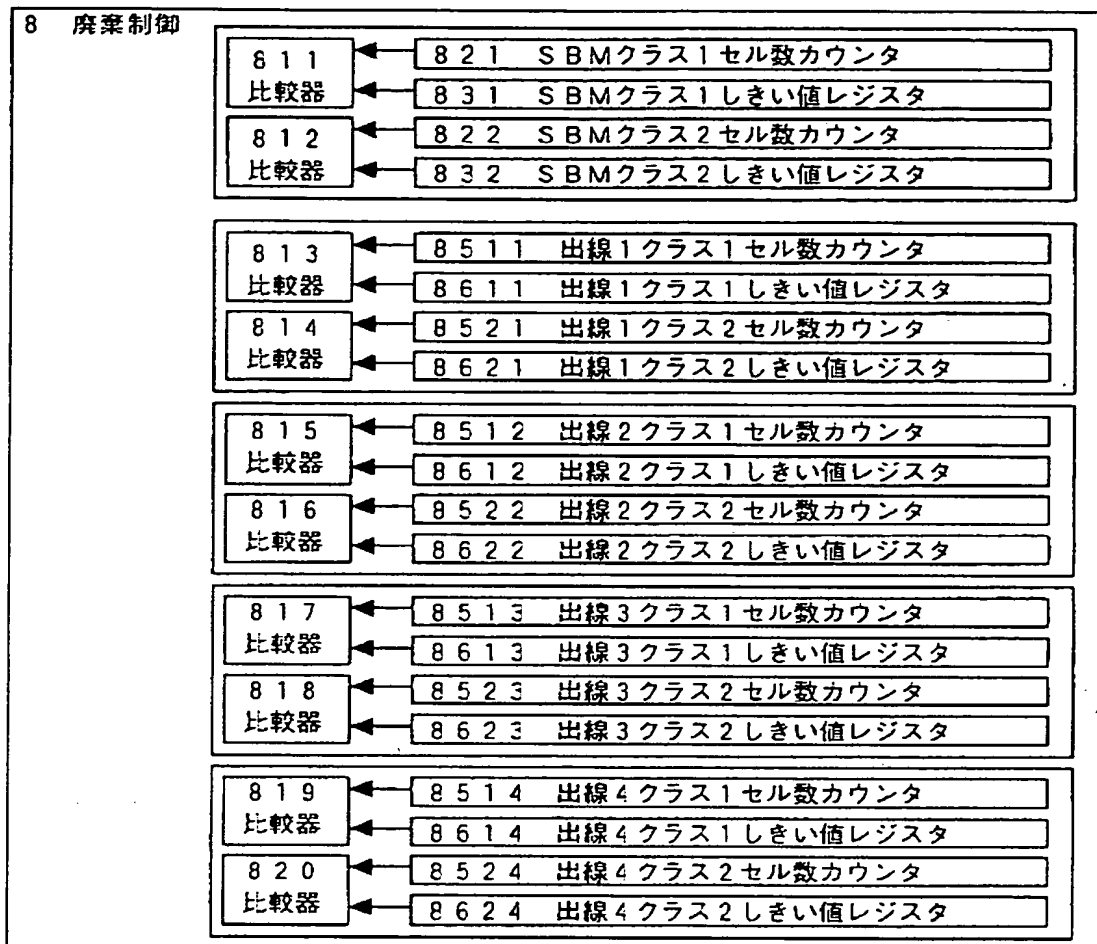 8 廃棄制御
811
比較器
821 SBMクラス1セル数カウンタ
831 SBMクラス1しきい値レジスタ
812
比較器
822 SBMクラス2セル数カウンタ
832 SBMクラス2しきい値レジスタ
813
比較器
8511 出線1クラス1セル数カウンタ
8611 出線1クラス1しきい値レジスタ
814
比較器
8521 出線1クラス2セル数カウンタ
8621 出線1クラス2しきい値レジスタ
815
比較器
8512 出線2クラス1セル数カウンタ
8612 出線2クラス1しきい値レジスタ
816
比較器
8522 出線2クラス2セル数カウンタ
8622 出線2クラス2しきい値レジスタ
817
比較器
8513 出線3クラス1セル数カウンタ
8613 出線3クラス1しきい値レジスタ
818
比較器
8523 出線3クラス2セル数カウンタ
8623 出線3クラス2しきい値レジスタ
819
比較器
8514 出線4クラス1セル数カウンタ
8614 出線4クラス1しきい値レジスタ
820
比較器
8524 出線4クラス2セル数カウンタ
8624 出線4クラス2しきい値レジスタ